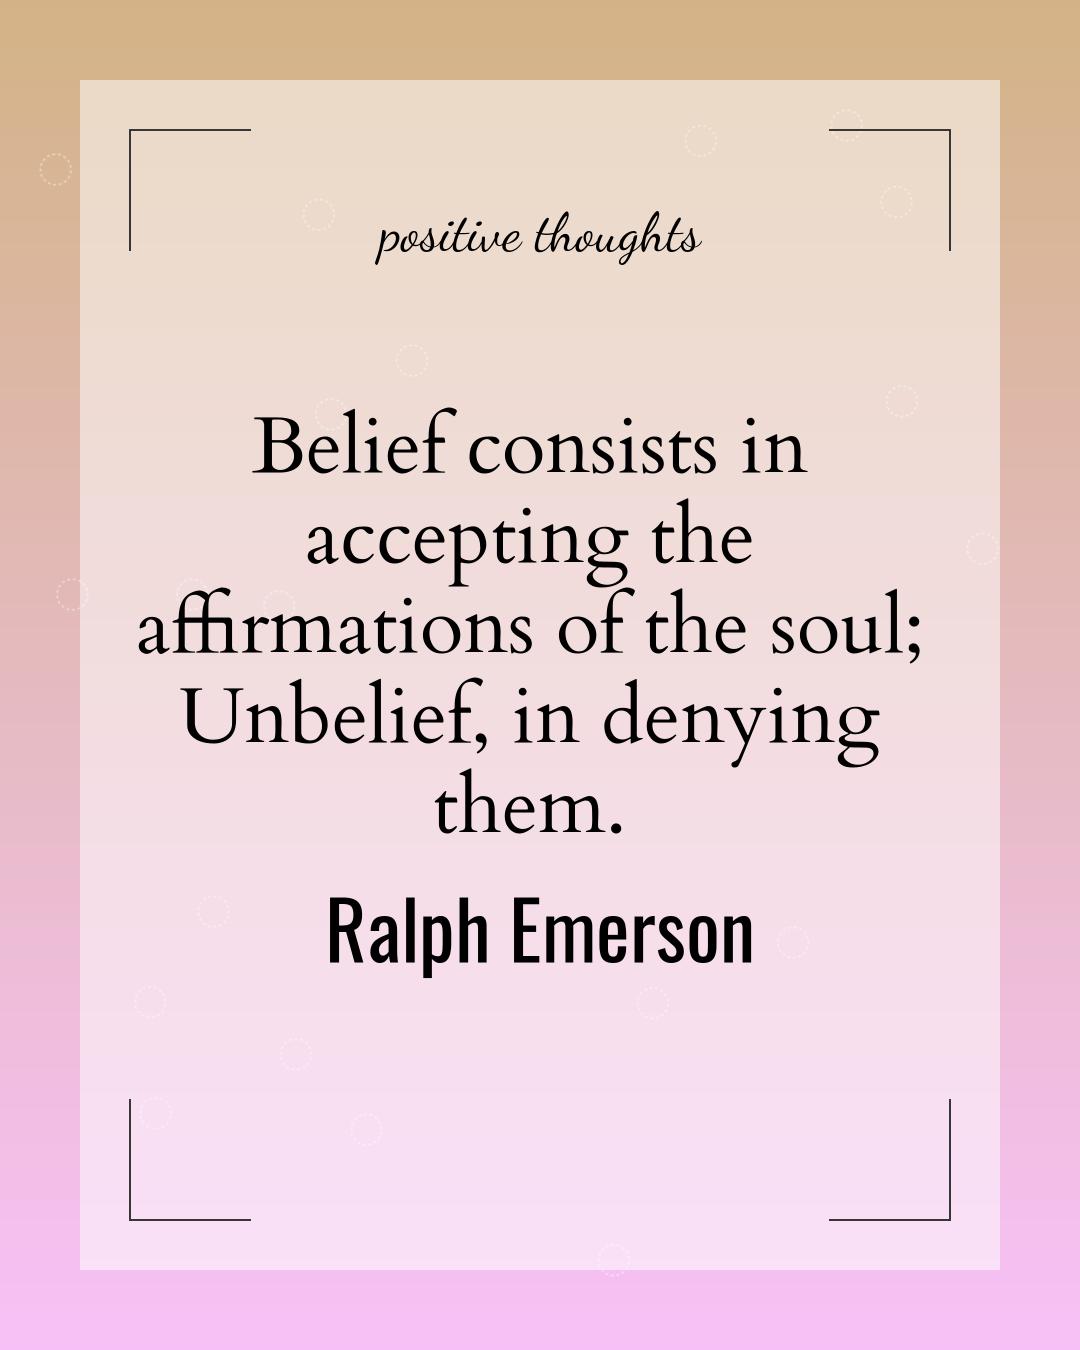 positive thoughts
Belief consists in
accepting the
affirmations of the soul;
Unbelief, in denying
them.
Ralph Emerson